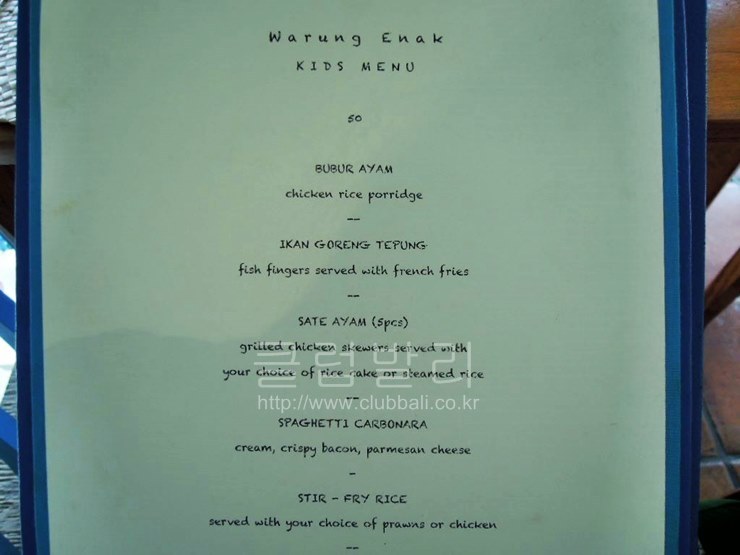 Warung Enak
KIDS MENU
50
BUBUR AYAM
chicken rice porridge
--
IKAN GORENG TEPUNG
fish fingers served with french fries
--
SATE AYAM (5pcs)
grilled chicken skewers served with
클럽발리
your choice of rice cake or steamed rice
--
http://www.clubbali.co.kr
SPAGHETTI CARBONARA
cream, crispy bacon, parmesan cheese
-
STIR - FRY RICE
served with your choice of prawns or chicken
--